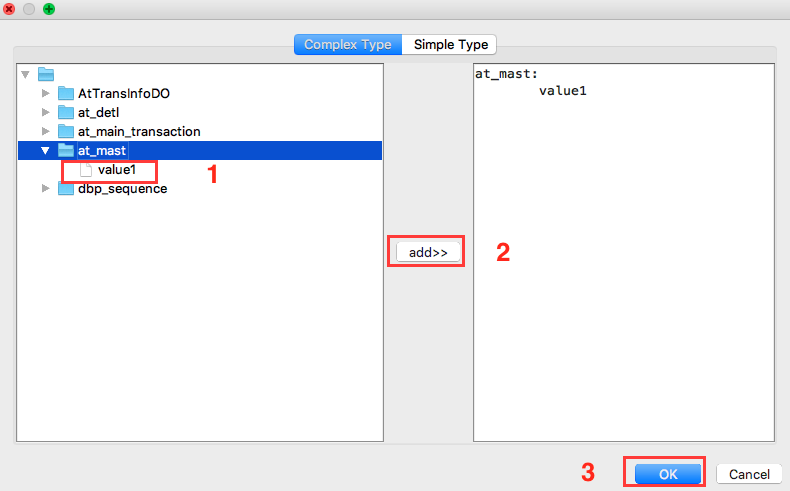 Complex Type Simple Type
AtTransInfoDO
at_detl
at_main_transaction
at_mast
value1
dbp_sequence
1
add>>
2
at_mast:
value1
3
OK
Cancel